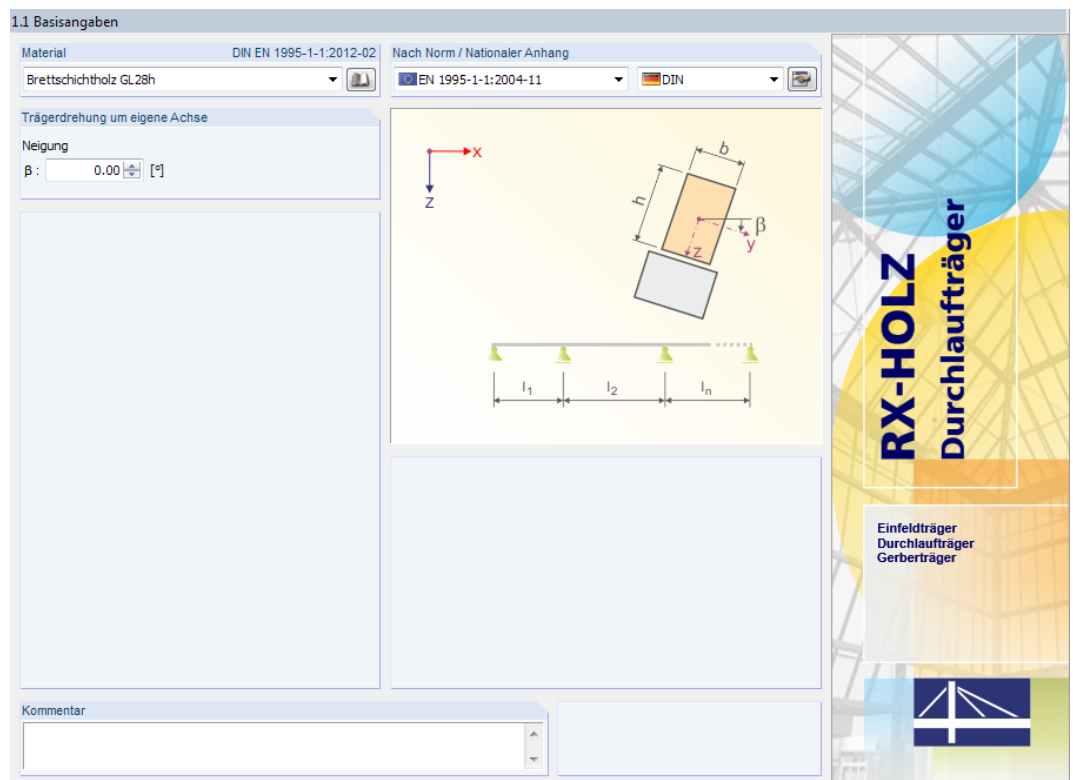 1.1 Basisangaben
Material DIN EN 1995-1-1:2012-02
Brettschichtholz GL28h
Nach Norm / Nationaler Anhang
EN 1995-1-1:2004-11 DIN
Trägerdrehung um eigene Achse
Neigung
β : 0.00 [°]
X
Z
b
h
β
y
z
l1 l2 ln
RX-HOLZ
Durchlaufträger
Einfeldträger
Durchlaufträger
Gerberträger
Kommentar